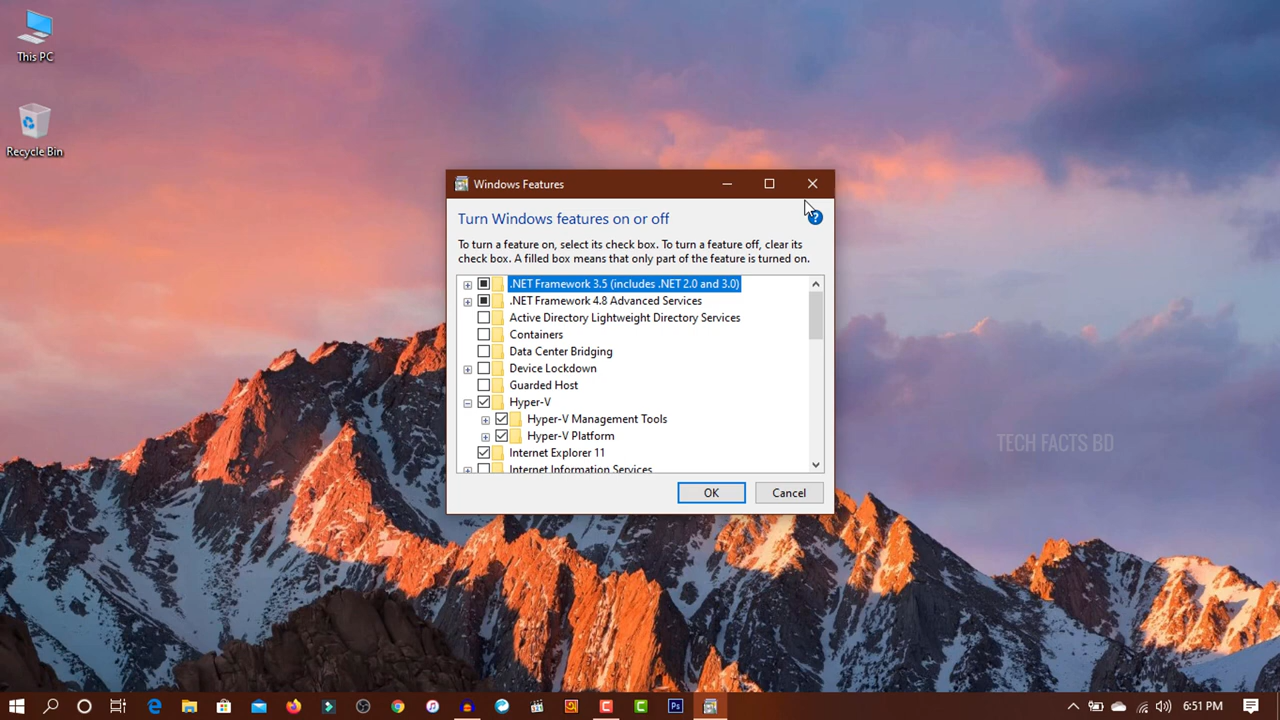 This PC
Recycle Bin
Windows Features
Turn Windows features on or off
To turn a feature on, select its check box. To turn a feature off, clear its
check box. A filled box means that only part of the feature is turned on.
.NET Framework 3.5 (includes .NET 2.0 and 3.0)
.NET Framework 4.8 Advanced Services
Active Directory Lightweight Directory Services
Containers
Data Center Bridging
Device Lockdown
Guarded Host
Hyper-V
Hyper-V Management Tools
Hyper-V Platform
Internet Explorer 11
Internet Information Services
OK
Cancel
TECH FACTS BD
Ps
6:51 PM